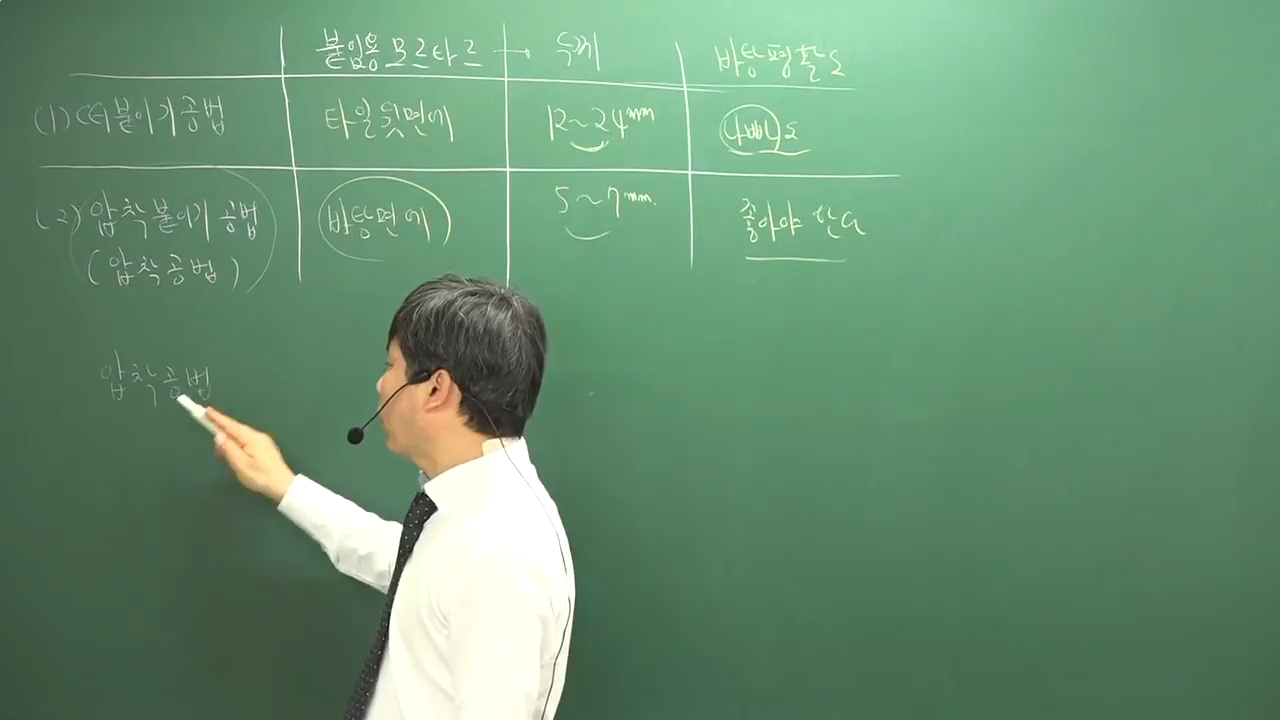 붙임용 모르타르 → 두께 바탕평활도
(1) 떠붙이기공법 타일뒷면에 12~24mm 나빠도
(2) 압착붙이기 공법 바탕면에 5~7mm. 좋아야 한다
(압착공법)
압착공법